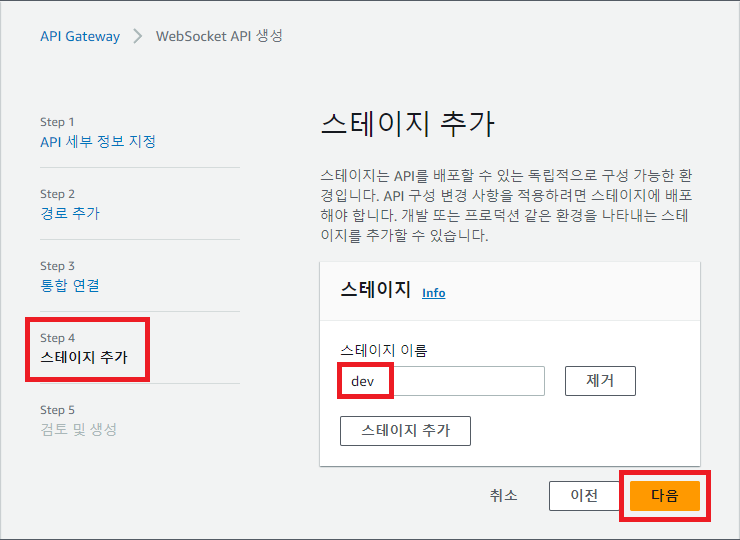 API Gateway > WebSocket API 생성
Step 1
API 세부 정보 지정
Step 2
경로 추가
Step 3
통합 연결
Step 4
스테이지 추가
Step 5
검토 및 생성
스테이지 추가
스테이지는 API를 배포할 수 있는 독립적으로 구성 가능한 환
경입니다. API 구성 변경 사항을 적용하려면 스테이지에 배포
해야 합니다. 개발 또는 프로덕션 같은 환경을 나타내는 스테
이지를 추가할 수 있습니다.
스테이지 Info
스테이지 이름
dev 제거
스테이지 추가
취소 이전 다음